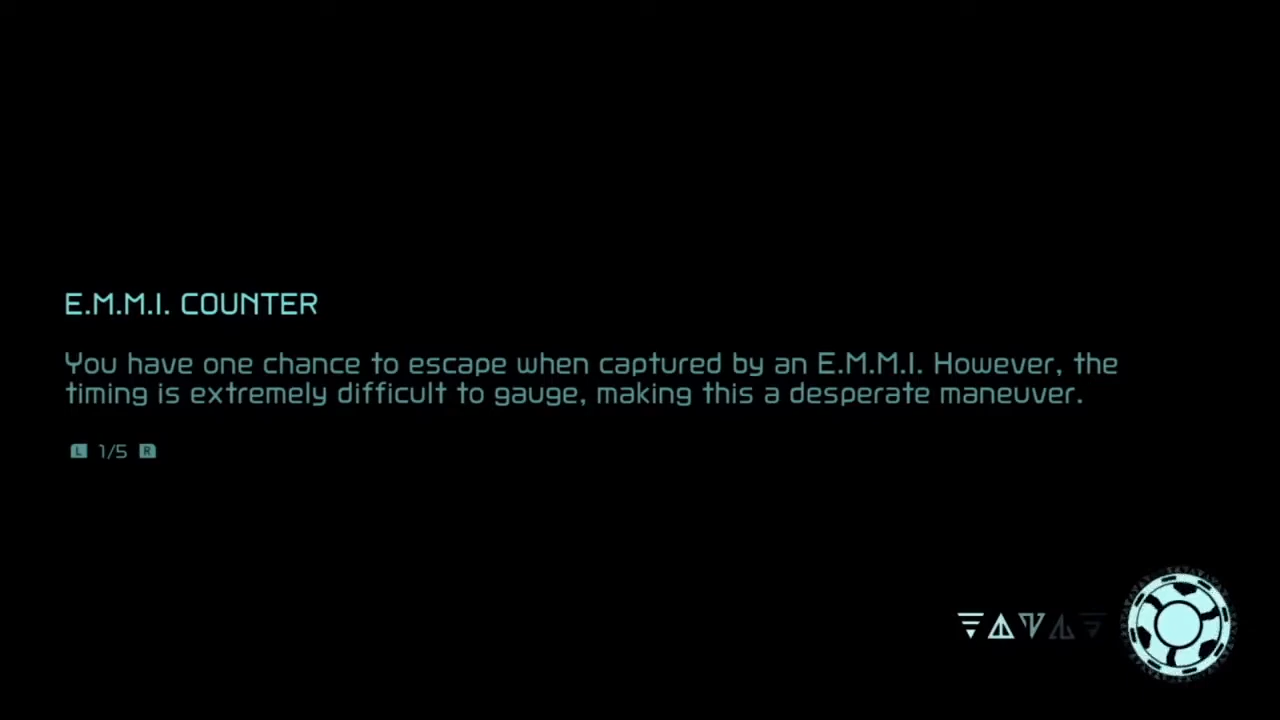 E.M.M.I. COUNTER
You have one chance to escape when captured by an E.M.M.I. However, the
timing is extremely difficult to gauge, making this a desperate maneuver.
L 1/5 R